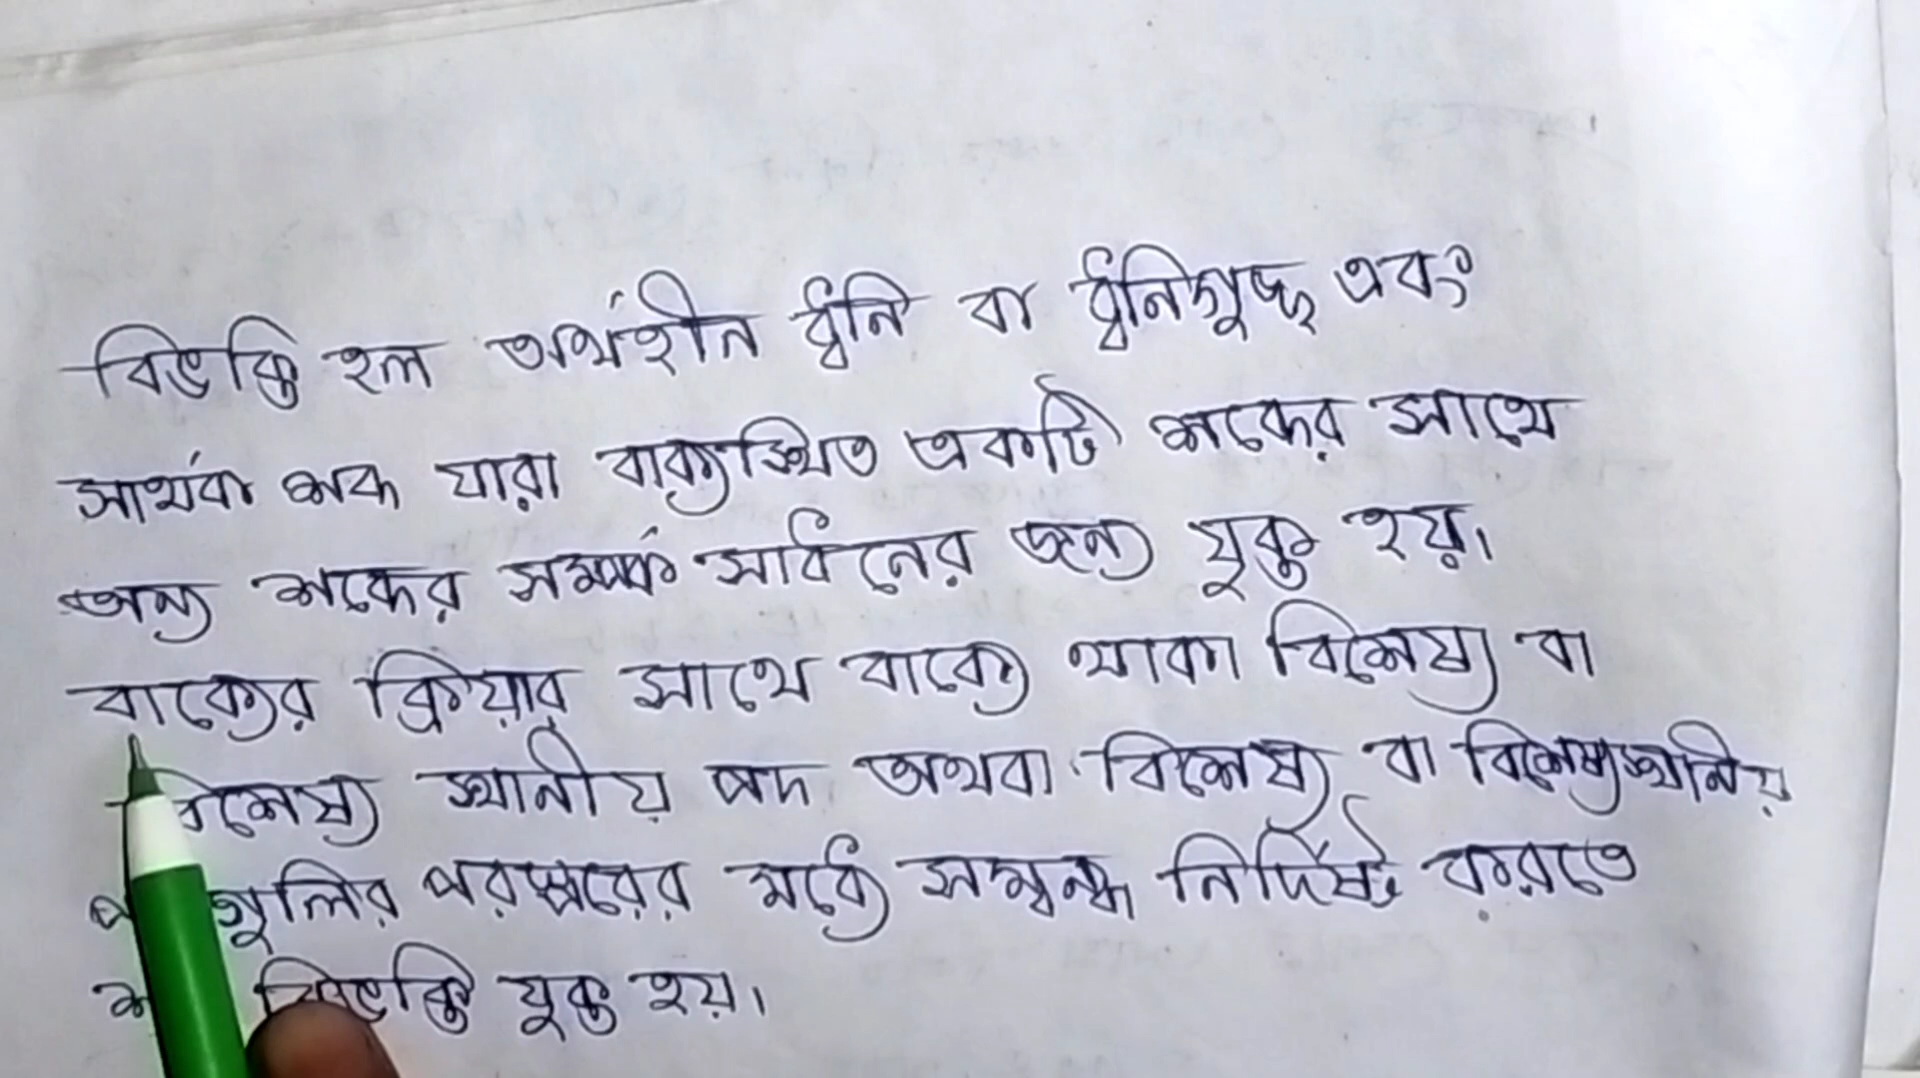 বিভক্তি হল অর্থহীন ধ্বনি বা ধ্বনিগুচ্ছ এবং
সার্থক শব্দ যারা বাক্যস্থিত একটি শব্দের সাথে
অন্য শব্দের সম্পর্ক সাধনের জন্য যুক্ত হয়।
বাক্যের ক্রিয়ার সাথে বাক্যে থাকা বিশেষ্য বা
বিশেষ্য স্থানীয় পদ অথবা বিশেষ্য বা বিশেষ্যস্থানিয়
গুলির পরস্পরের মধ্যে সম্বন্ধ নির্দিষ্ট করতে
বিভক্তি যুক্ত হয়।